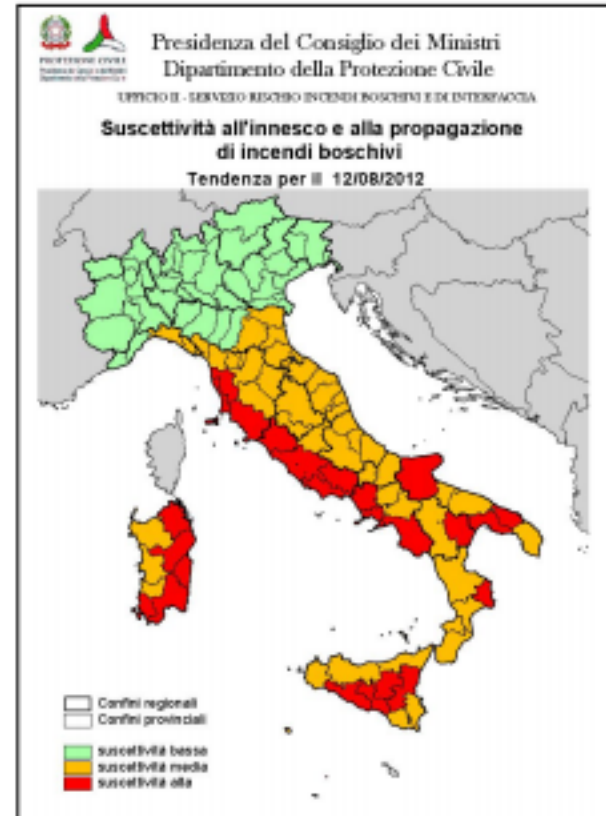 Presidenza del Consiglio dei Ministri
Dipartimento della Protezione Civile
PROTEZIONE CIVILE
UFFICIO II - SERVIZIO RISCHIO INCENDI BOSCHIVI E DI INTERFACCIA
Suscettività all'innesco e alla propagazione
di incendi boschivi
Tendenza per il 12/08/2012
Confini regionali
Confini provinciali
suscettività bassa
suscettività media
suscettività alta